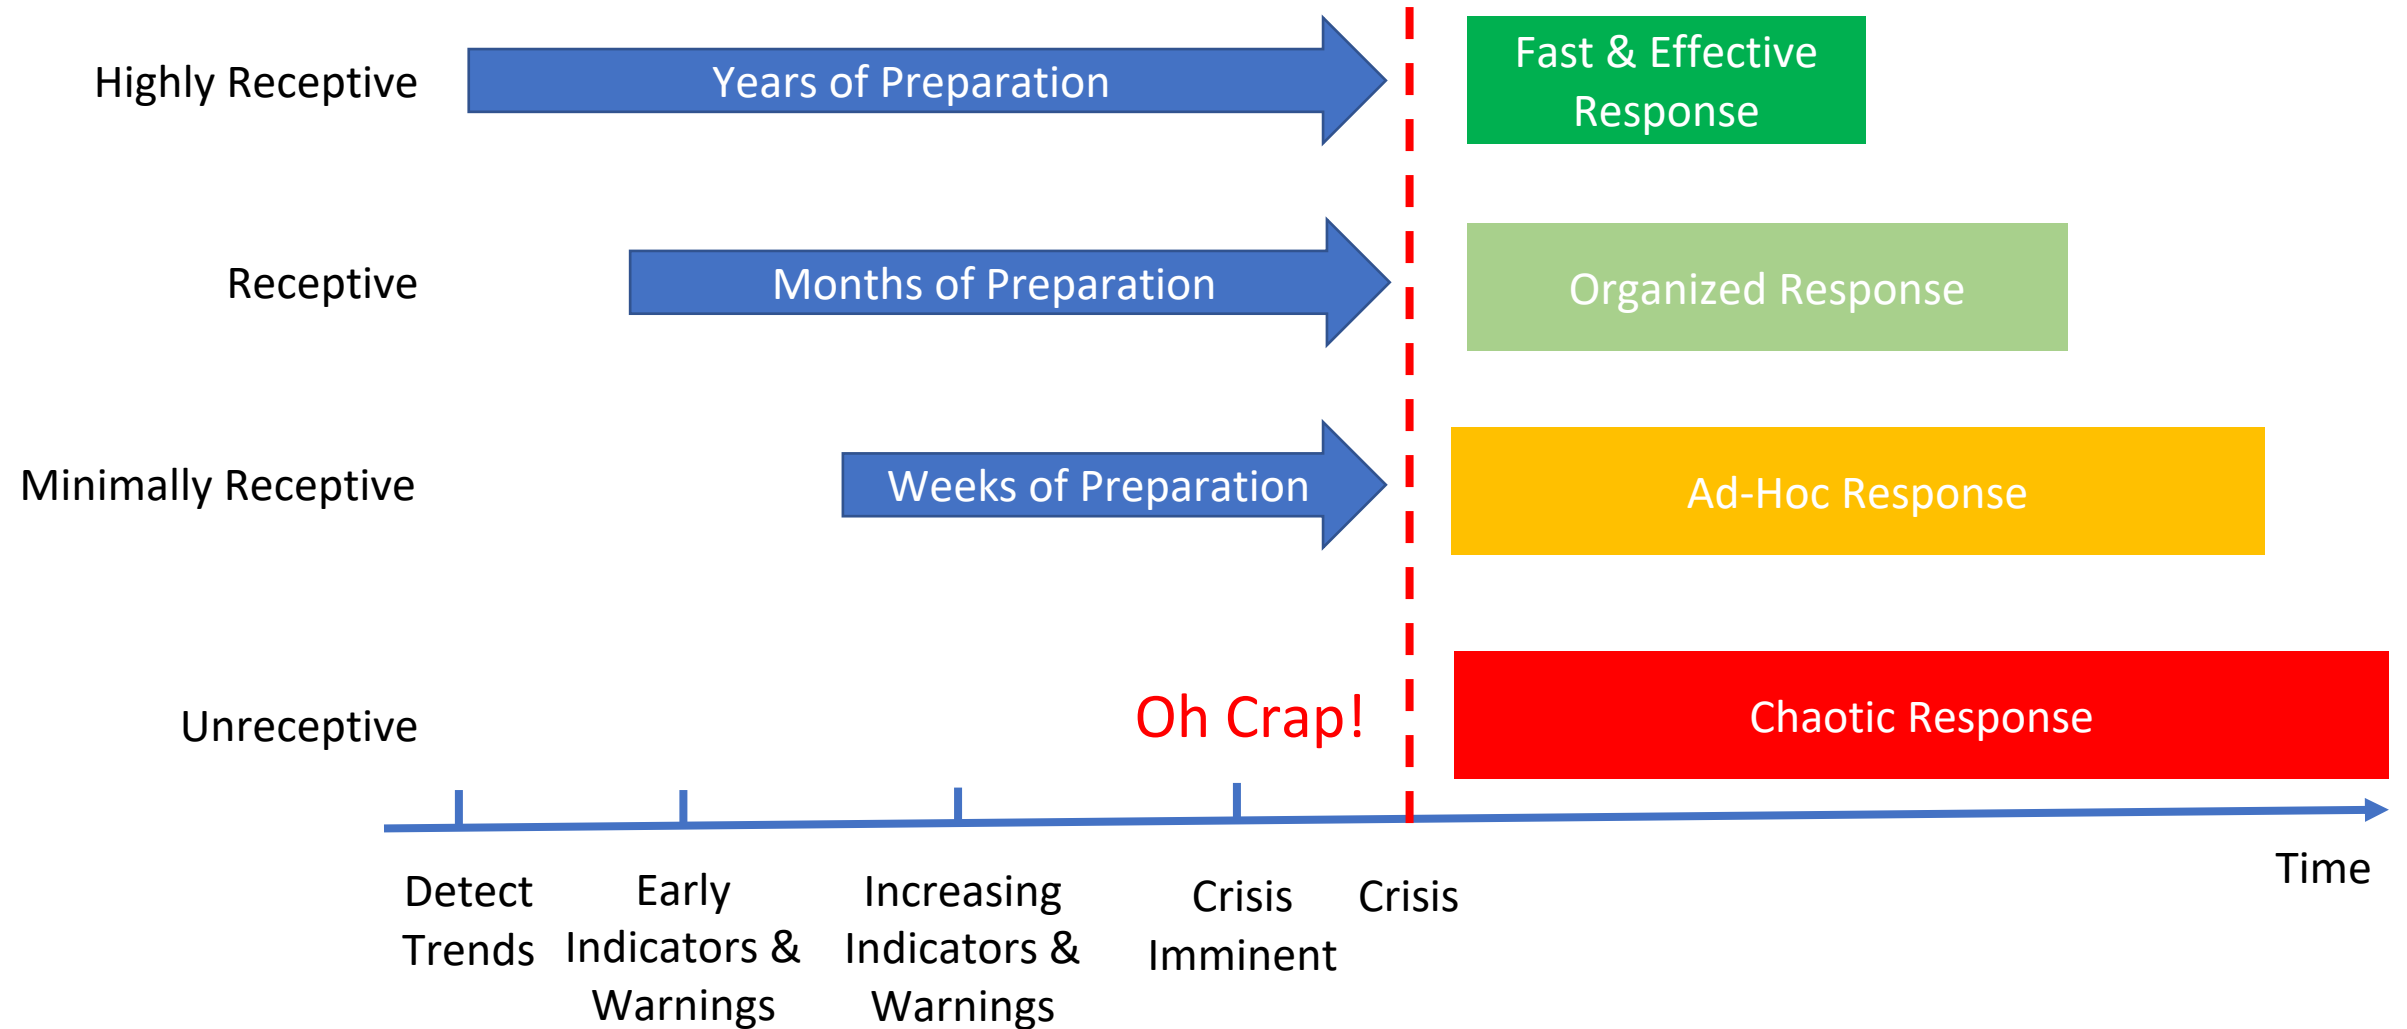 Highly Receptive
Years of Preparation
Fast & Effective
Response
Receptive
Months of Preparation
Organized Response
Minimally Receptive
Weeks of Preparation
Ad-Hoc Response
Unreceptive
Oh Crap!
Chaotic Response
Time
Detect
Trends
Early
Indicators &
Warnings
Increasing
Indicators &
Warnings
Crisis
Imminent
Crisis